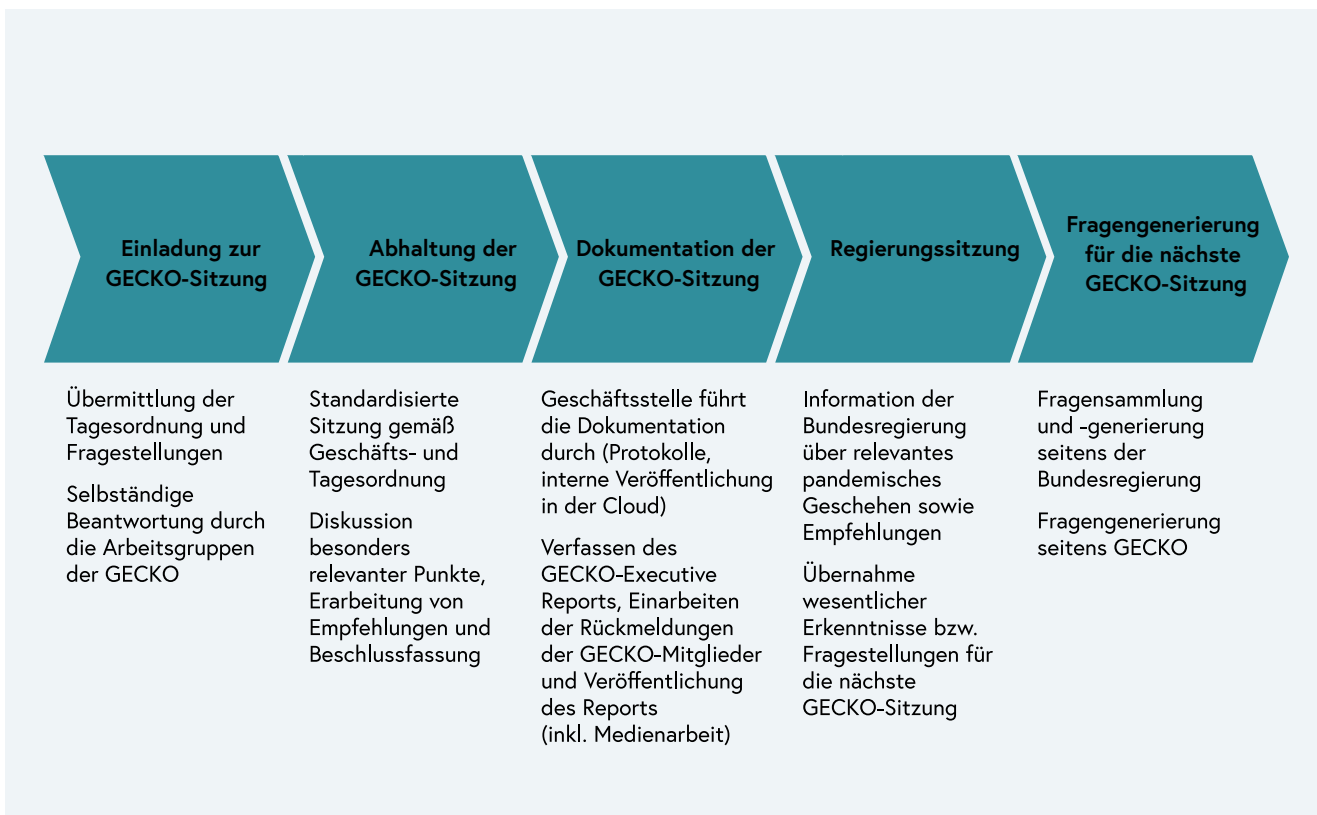 Einladung zur
GECKO-Sitzung
Abhaltung der
GECKO-Sitzung
Dokumentation der
GECKO-Sitzung
Regierungssitzung
Fragengenerierung
für die nächste
GECKO-Sitzung
Übermittlung der
Tagesordnung und
Fragestellungen
Selbständige
Beantwortung durch
die Arbeitsgruppen
der GECKO
Standardisierte
Sitzung gemäß
Geschäfts- und
Tagesordnung
Diskussion
besonders
relevanter Punkte,
Erarbeitung von
Empfehlungen und
Beschlussfassung
Geschäftsstelle führt
die Dokumentation
durch (Protokolle,
interne Veröffentlichung
in der Cloud)
Verfassen des
GECKO-Executive
Reports, Einarbeiten
der Rückmeldungen
der GECKO-Mitglieder
und Veröffentlichung
des Reports
(inkl. Medienarbeit)
Information der
Bundesregierung
über relevantes
pandemisches
Geschehen sowie
Empfehlungen
Übernahme
wesentlicher
Erkenntnisse bzw.
Fragestellungen für
die nächste
GECKO-Sitzung
Fragensammlung
und -generierung
seitens der
Bundesregierung
Fragengenerierung
seitens GECKO